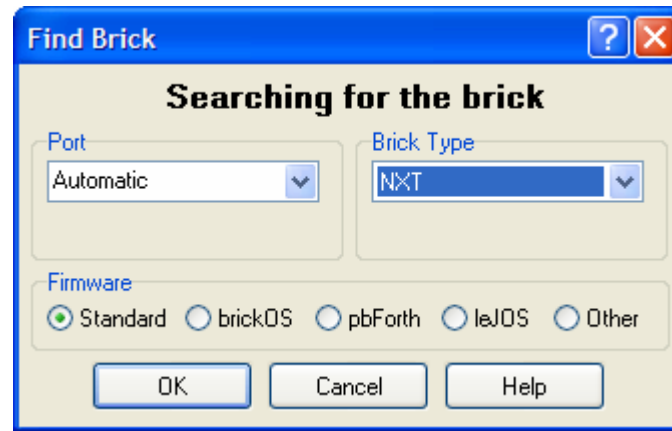 Find Brick
Searching for the brick
Port Brick Type
Automatic NXT
Firmware
Standard brickOS pbForth leJOS Other
OK Cancel Help